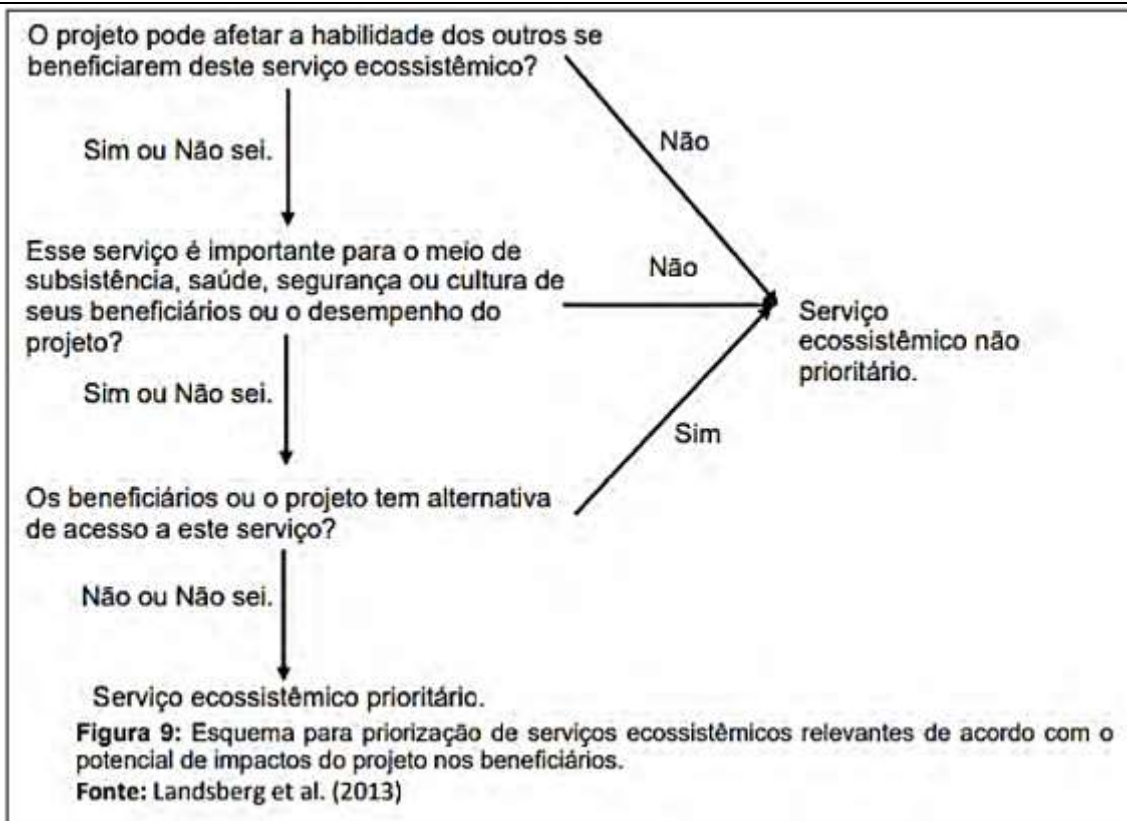 O projeto pode afetar a habilidade dos outros se
beneficiarem deste serviço ecossistêmico?
Não
Sim ou Não sei.
Esse serviço é importante para o meio de
subsistência, saúde, segurança ou cultura de
seus beneficiários ou o desempenho do
projeto?
Não
Serviço
ecossistêmico não
prioritário.
Sim ou Não sei.
Sim
Os beneficiários ou o projeto tem alternativa
de acesso a este serviço?
Não ou Não sei.
Serviço ecossistêmico prioritário.
Figura 9: Esquema para priorização de serviços ecossistêmicos relevantes de acordo com o
potencial de impactos do projeto nos beneficiários.
Fonte: Landsberg et al. (2013)